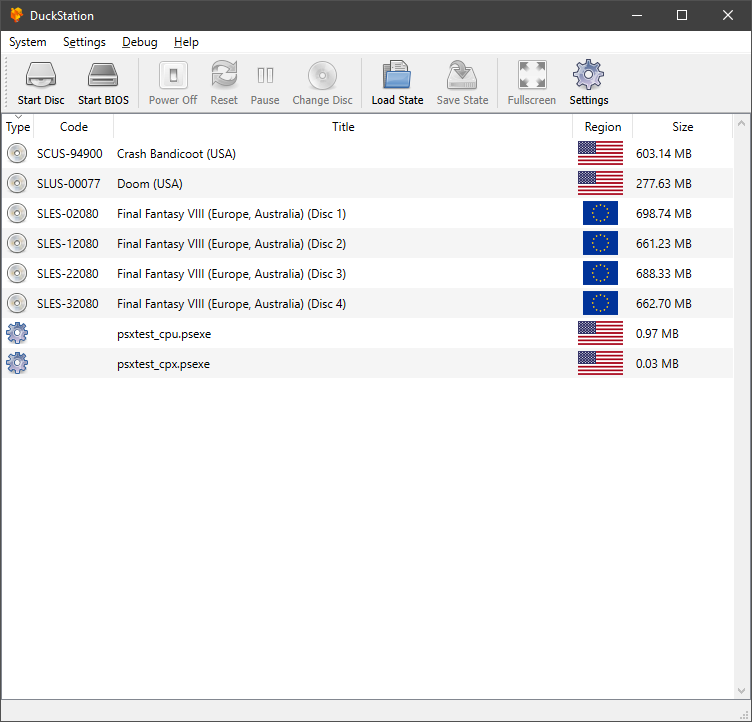 DuckStation
System Settings Debug Help
Start Disc Start BIOS Power Off Reset Pause Change Disc Load State Save State Fullscreen Settings
Type Code Title Region Size
SCUS-94900 Crash Bandicoot (USA) 603.14 MB
SLUS-00077 Doom (USA) 277.63 MB
SLES-02080 Final Fantasy VIII (Europe, Australia) (Disc 1) 698.74 MB
SLES-12080 Final Fantasy VIII (Europe, Australia) (Disc 2) 661.23 MB
SLES-22080 Final Fantasy VIII (Europe, Australia) (Disc 3) 688.33 MB
SLES-32080 Final Fantasy VIII (Europe, Australia) (Disc 4) 662.70 MB
psxtest_cpu.psexe 0.97 MB
psxtest_cpx.psexe 0.03 MB